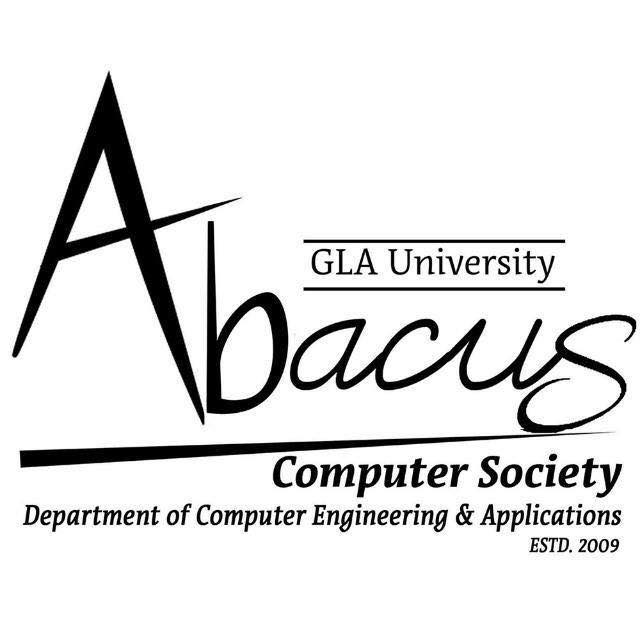 GLA University
Abacus
Computer Society
Department of Computer Engineering & Applications
ESTD. 2009